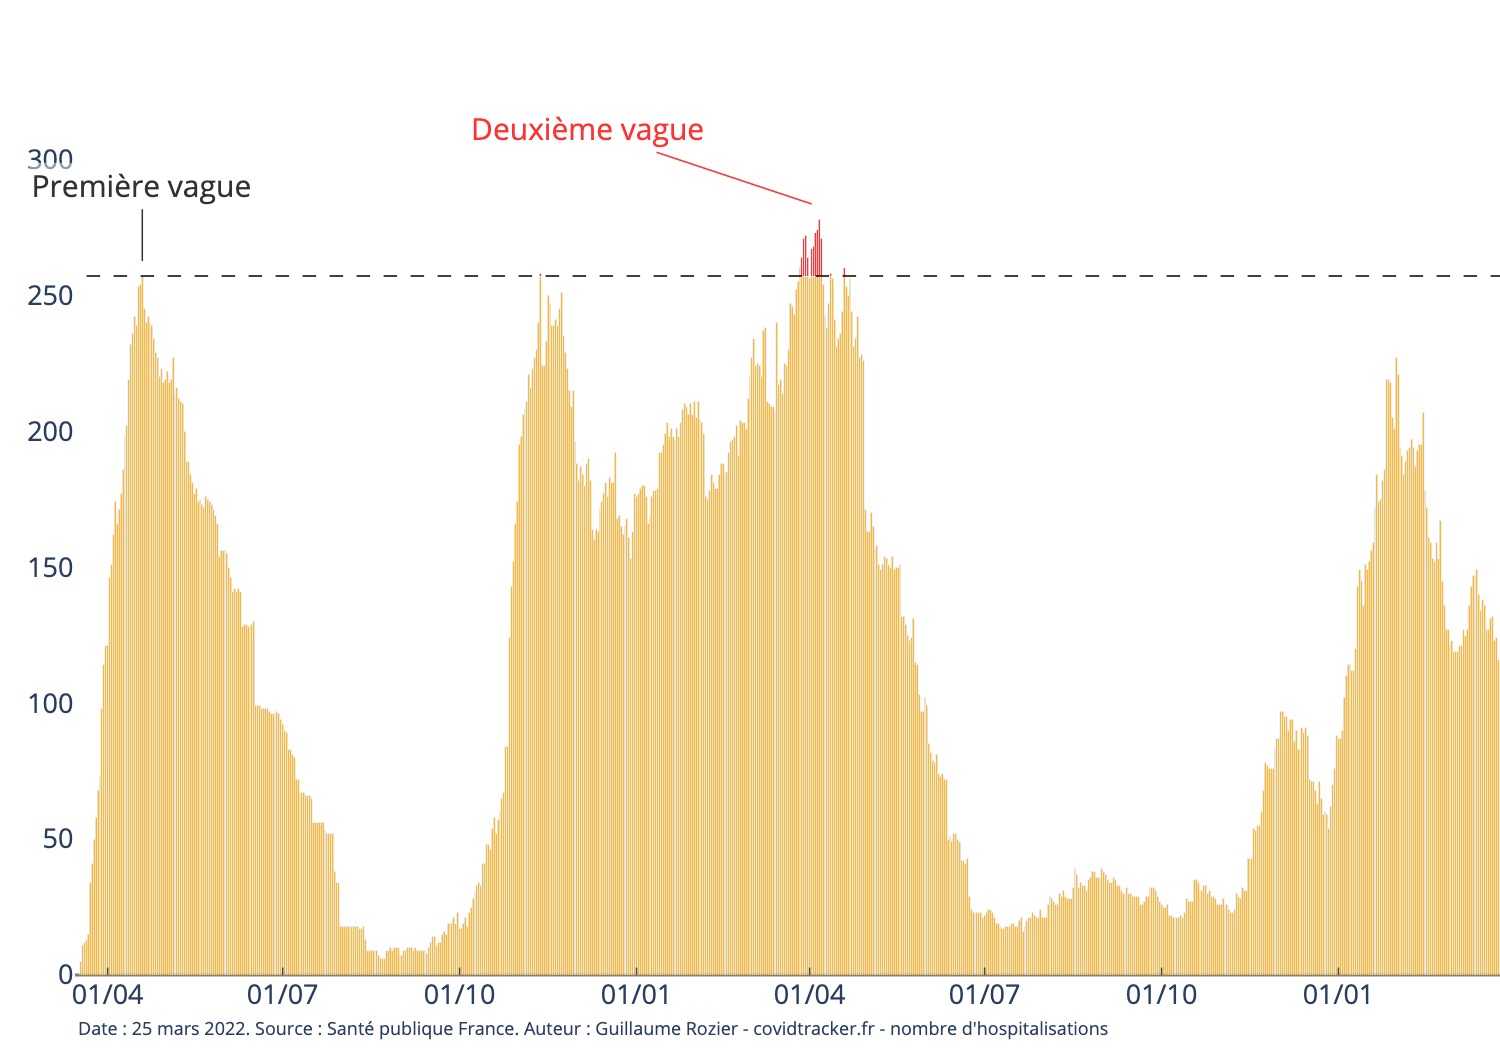 Deuxième vague
300
Première vague
250
200
150
100
50
0
01/04 01/07 01/10 01/01 01/04 01/07 01/10 01/01
Date : 25 mars 2022. Source : Santé publique France. Auteur : Guillaume Rozier - covidtracker.fr - nombre d'hospitalisations